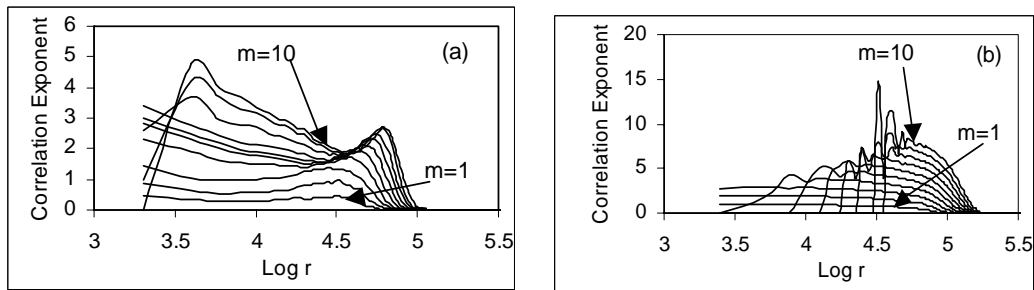 (a)
Correlation Exponent
6
5
4
3
2
1
0
m=10
m=1
3 3.5 4 4.5 5 5.5
Log r
(b)
Correlation Exponent
20
15
10
5
0
m=10
m=1
3 3.5 4 4.5 5 5.5
Log r